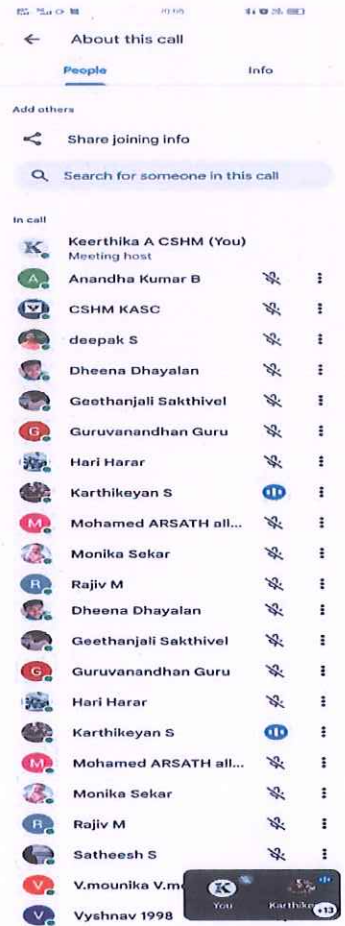 About this call
People Info
Add others
Share joining info
Search for someone in this call
In call
K Keerthika A CSHM (You)
Meeting host
A Anandha Kumar B
CSHM KASC
deepak S
Dheena Dhayalan
Geethanjali Sakthivel
G Guruvanandhan Guru
Hari Harar
Karthikeyan S
M Mohamed ARSATH all...
Monika Sekar
R Rajiv M
Dheena Dhayalan
Geethanjali Sakthivel
G Guruvanandhan Guru
Hari Harar
Karthikeyan S
M Mohamed ARSATH all...
Monika Sekar
R Rajiv M
Satheesh S
V V.mounika V.m
K
You Karthike +13
V Vyshnav 1998